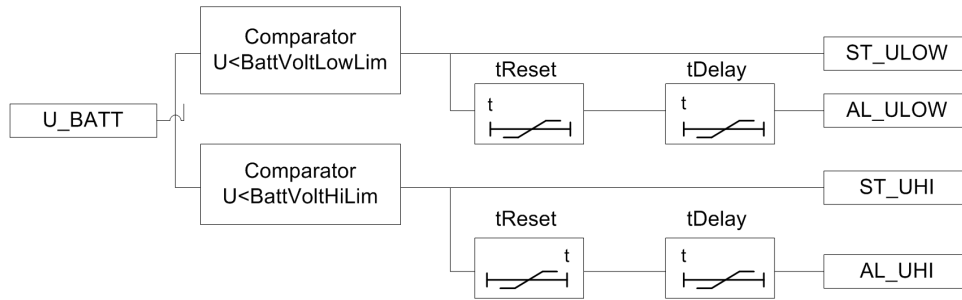 Comparator
U<BattVoltLowLim
ST_ULOW
tReset
tDelay
t
t
U_BATT
AL_ULOW
Comparator
U<BattVoltHiLim
ST_UHI
tReset
tDelay
t
t
AL_UHI